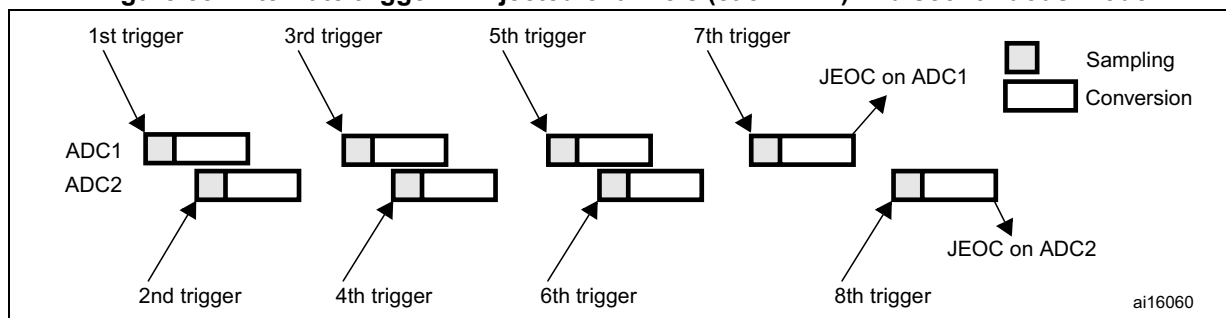 1st trigger
3rd trigger
5th trigger
7th trigger
JEOC on ADC1
Sampling
Conversion
ADC1
ADC2
JEOC on ADC2
2nd trigger
4th trigger
6th trigger
8th trigger
ai16060